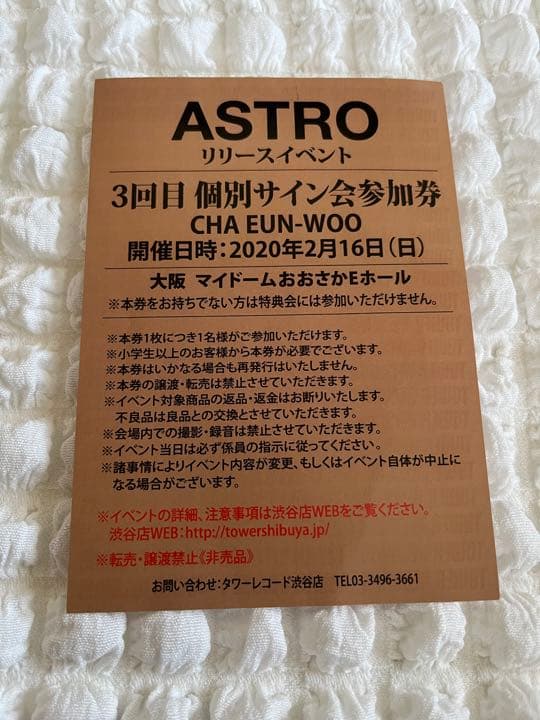 ASTRO
リリースイベント
3回目 個別サイン会参加券
CHA EUN-WOO
開催日時：2020年2月16日（日）
大阪 マイドームおおさかEホール
※本券をお持ちでない方は特典会には参加いただけません。
※本券1枚につき1名様がご参加いただけます。
※小学生以上のお客様から本券が必要でございます。
※本券はいかなる場合も再発行はいたしません。
※本券の譲渡・転売は禁止させていただきます。
※イベント対象商品の返品・返金はお断りいたします。
不良品は良品との交換とさせていただきます。
※会場内での撮影・録音は禁止させていただきます。
※イベント当日は必ず係員の指示に従ってください。
※諸事情によりイベント内容が変更、もしくはイベント自体が中止に
なる場合がございます。
※イベントの詳細、注意事項は渋谷店WEBをご覧ください。
渋谷店WEB：http://towershibuya.jp/
※転売・譲渡禁止《非売品》
お問い合わせ：タワーレコード渋谷店 TEL03-3496-3661